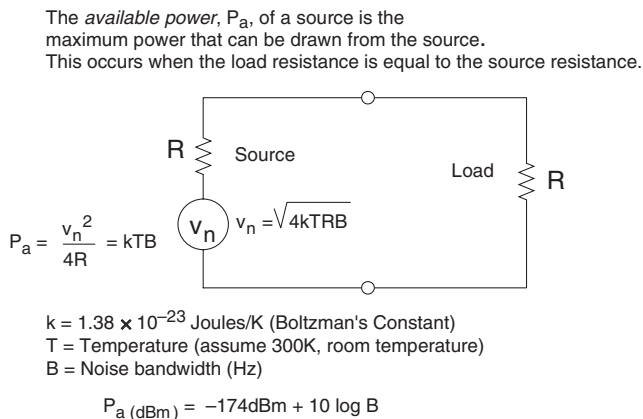 The available power, Pa, of a source is the
maximum power that can be drawn from the source.
This occurs when the load resistance is equal to the source resistance.
R
Source
Load
R
Pa = vn² / 4R = kTB
vn
vn = √4kTRB
k = 1.38 × 10⁻²³ Joules/K (Boltzman's Constant)
T = Temperature (assume 300K, room temperature)
B = Noise bandwidth (Hz)
Pa (dBm) = −174dBm + 10 log B